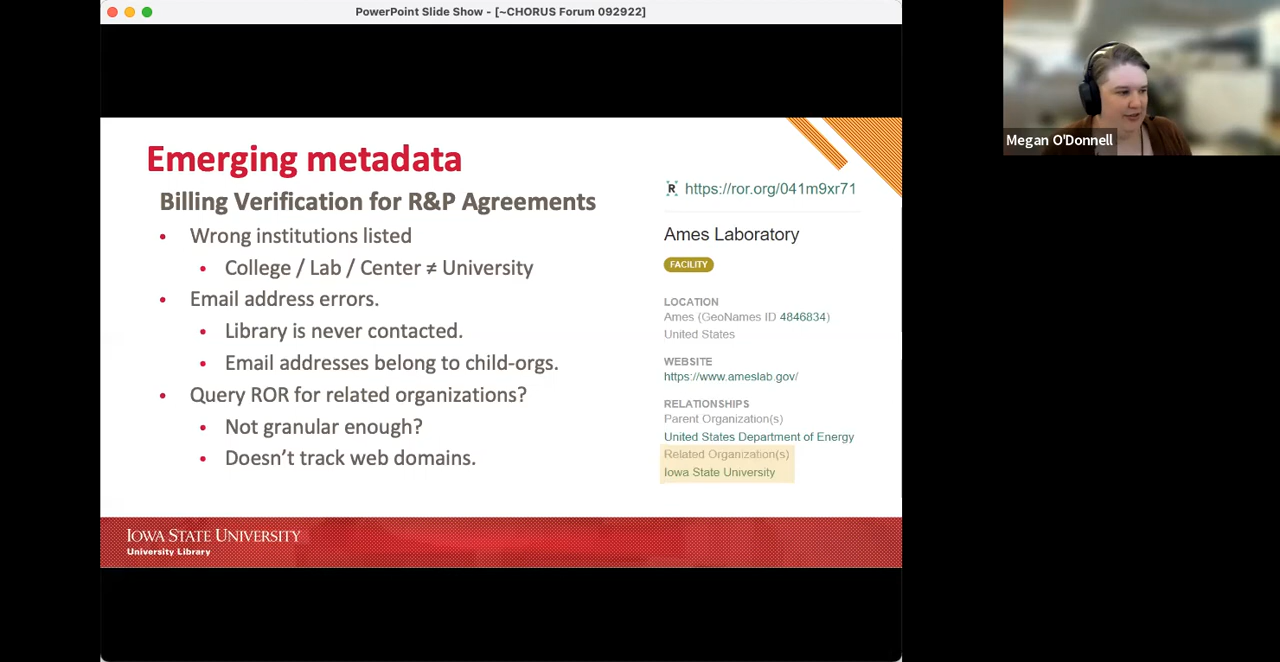 PowerPoint Slide Show - [~CHORUS Forum 092922]
Emerging metadata
Billing Verification for R&P Agreements
• Wrong institutions listed
• College / Lab / Center ≠ University
• Email address errors.
• Library is never contacted.
• Email addresses belong to child-orgs.
• Query ROR for related organizations?
• Not granular enough?
• Doesn't track web domains.
R https://ror.org/041m9xr71
Ames Laboratory
FACILITY
LOCATION
Ames (GeoNames ID 4846834)
United States
WEBSITE
https://www.ameslab.gov/
RELATIONSHIPS
Parent Organization(s)
United States Department of Energy
Related Organization(s)
Iowa State University
IOWA STATE UNIVERSITY
University Library
Megan O'Donnell